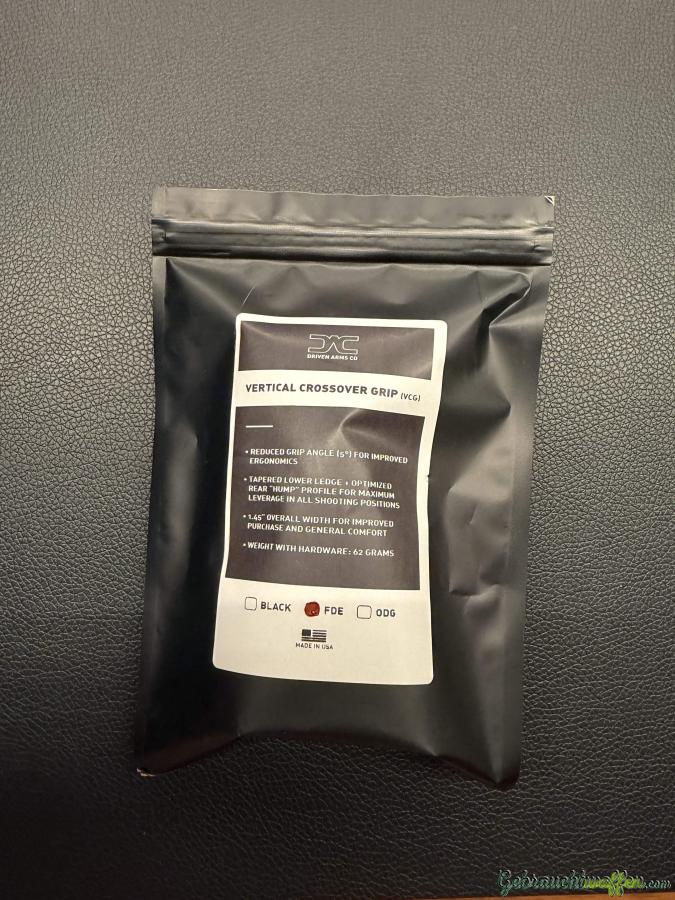 DAC
DRIVEN ARMS CO
VERTICAL CROSSOVER GRIP (VCG)
• REDUCED GRIP ANGLE (5°) FOR IMPROVED
ERGONOMICS
• TAPERED LOWER LEDGE + OPTIMIZED
REAR "HUMP" PROFILE FOR MAXIMUM
LEVERAGE IN ALL SHOOTING POSITIONS
• 1.45" OVERALL WIDTH FOR IMPROVED
PURCHASE AND GENERAL COMFORT
• WEIGHT WITH HARDWARE: 62 GRAMS
BLACK FDE ODG
MADE IN USA
Gebrauchtwaffen.com